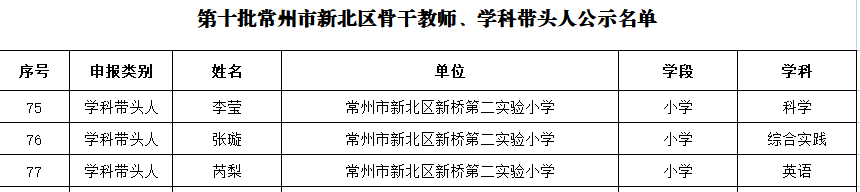 第十批常州市新北区骨干教师、学科带头人公示名单
序号 申报类别 姓名 单位 学段 学科
75 学科带头人 李莹 常州市新北区新桥第二实验小学 小学 科学
76 学科带头人 张璇 常州市新北区新桥第二实验小学 小学 综合实践
77 学科带头人 芮梨 常州市新北区新桥第二实验小学 小学 英语